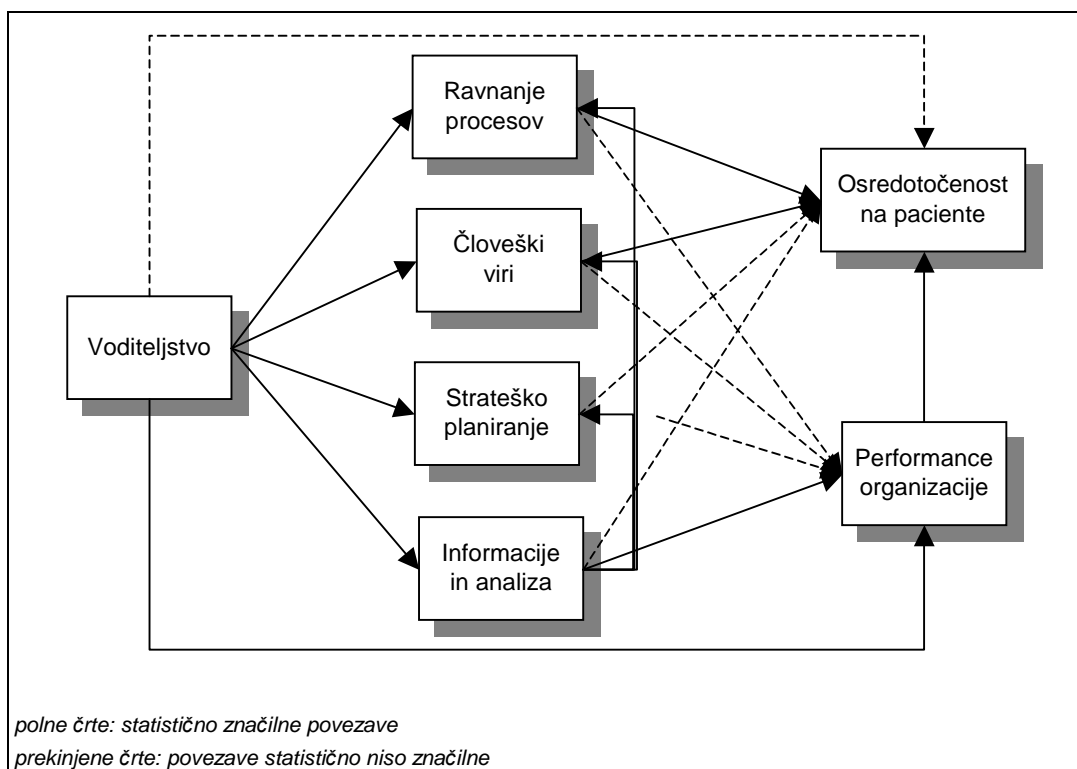 Ravnanje
procesov
Osredotočenost
na paciente
Človeški
viri
Voditeljstvo
Strateško
planiranje
Performance
organizacije
Informacije
in analiza
polne črte: statistično značilne povezave
prekinjene črte: povezave statistično niso značilne